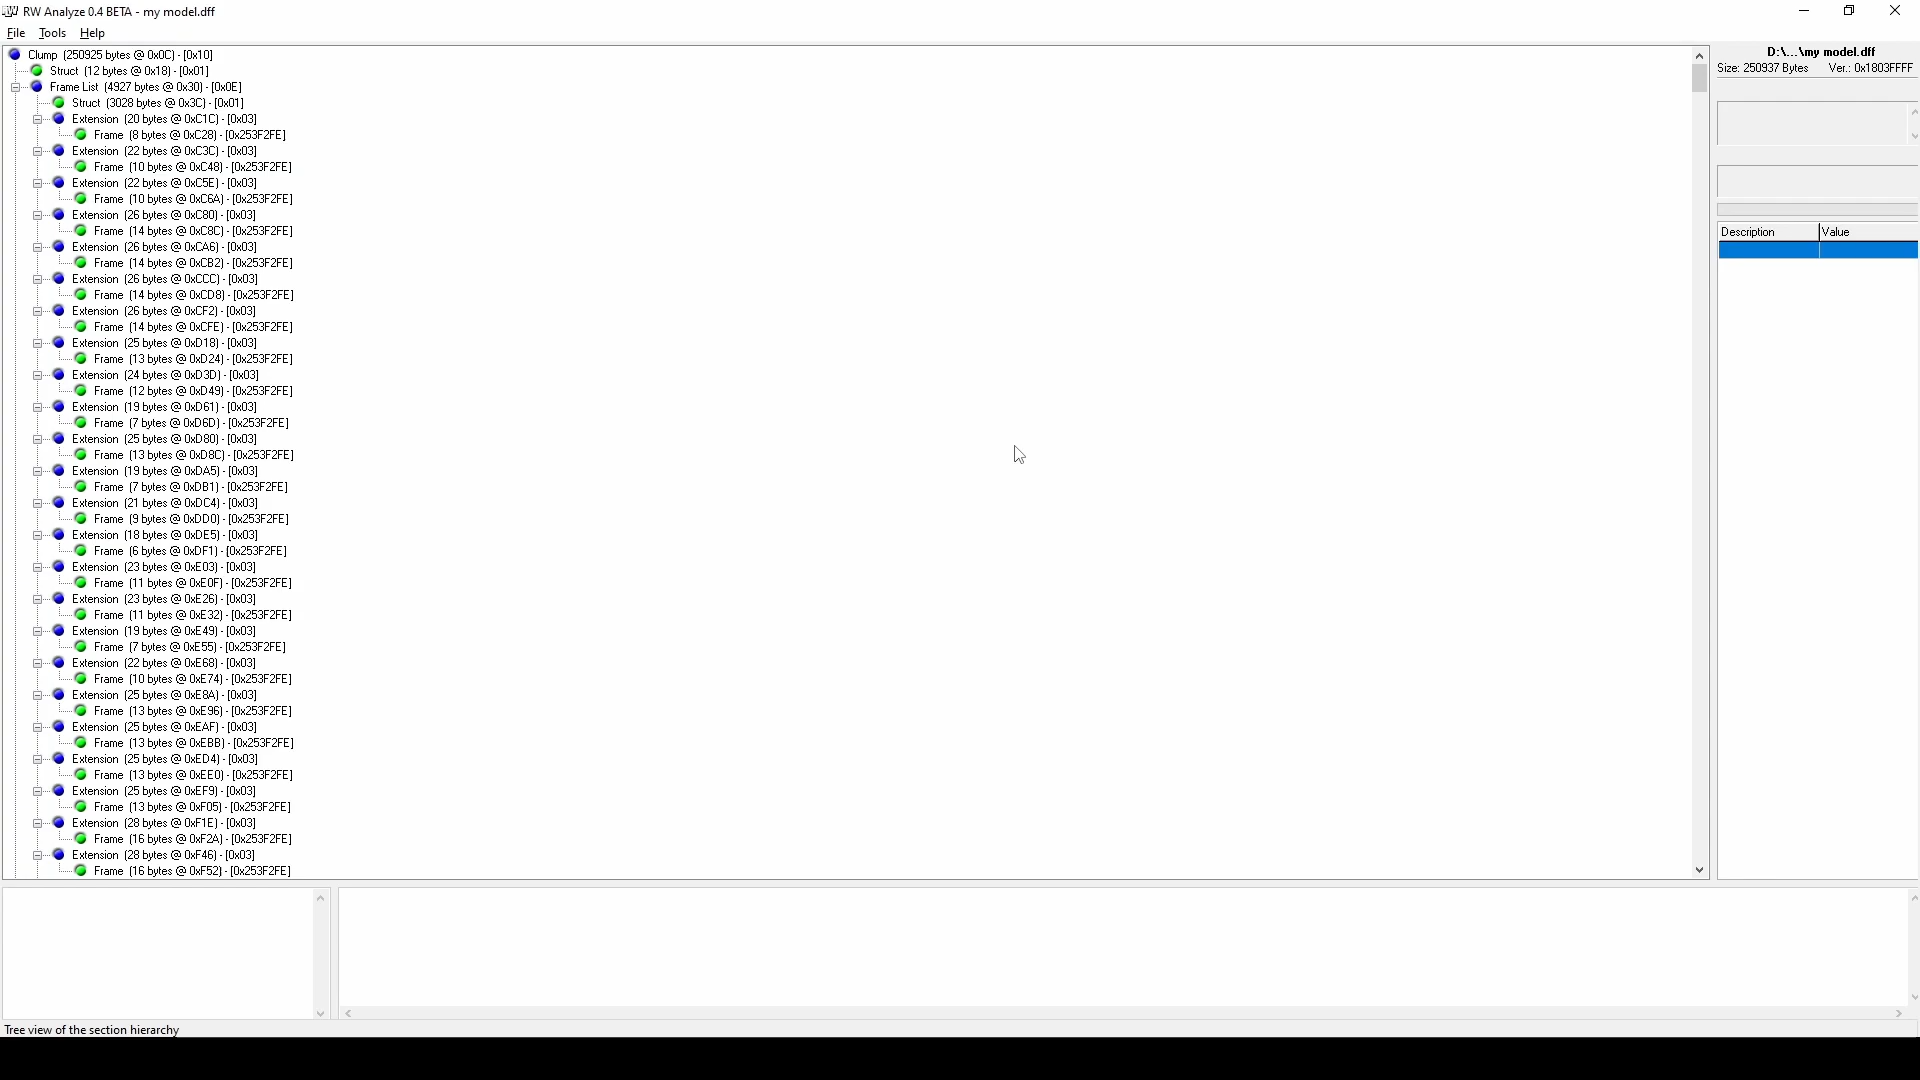 RW Analyze 0.4 BETA - my model.dff
File Tools Help
Clump (250925 bytes @ 0x0C) - [0x10]
Struct (12 bytes @ 0x18) - [0x01]
Frame List (4927 bytes @ 0x30) - [0x0E]
Struct (3028 bytes @ 0x3C) - [0x01]
Extension (20 bytes @ 0xC1C) - [0x03]
Frame (8 bytes @ 0xC28) - [0x253F2FE]
Extension (22 bytes @ 0xC3C) - [0x03]
Frame (10 bytes @ 0xC48) - [0x253F2FE]
Extension (22 bytes @ 0xC5E) - [0x03]
Frame (10 bytes @ 0xC6A) - [0x253F2FE]
Extension (26 bytes @ 0xC80) - [0x03]
Frame (14 bytes @ 0xC8C) - [0x253F2FE]
Extension (26 bytes @ 0xCA6) - [0x03]
Frame (14 bytes @ 0xCB2) - [0x253F2FE]
Extension (26 bytes @ 0xCCC) - [0x03]
Frame (14 bytes @ 0xCD8) - [0x253F2FE]
Extension (26 bytes @ 0xCF2) - [0x03]
Frame (14 bytes @ 0xCFE) - [0x253F2FE]
Extension (25 bytes @ 0xD18) - [0x03]
Frame (13 bytes @ 0xD24) - [0x253F2FE]
Extension (24 bytes @ 0xD3D) - [0x03]
Frame (12 bytes @ 0xD49) - [0x253F2FE]
Extension (19 bytes @ 0xD61) - [0x03]
Frame (7 bytes @ 0xD6D) - [0x253F2FE]
Extension (25 bytes @ 0xD80) - [0x03]
Frame (13 bytes @ 0xD8C) - [0x253F2FE]
Extension (19 bytes @ 0xDA5) - [0x03]
Frame (7 bytes @ 0xDB1) - [0x253F2FE]
Extension (21 bytes @ 0xDC4) - [0x03]
Frame (9 bytes @ 0xDD0) - [0x253F2FE]
Extension (18 bytes @ 0xDE5) - [0x03]
Frame (6 bytes @ 0xDF1) - [0x253F2FE]
Extension (23 bytes @ 0xE03) - [0x03]
Frame (11 bytes @ 0xE0F) - [0x253F2FE]
Extension (23 bytes @ 0xE26) - [0x03]
Frame (11 bytes @ 0xE32) - [0x253F2FE]
Extension (19 bytes @ 0xE49) - [0x03]
Frame (7 bytes @ 0xE55) - [0x253F2FE]
Extension (22 bytes @ 0xE68) - [0x03]
Frame (10 bytes @ 0xE74) - [0x253F2FE]
Extension (25 bytes @ 0xE8A) - [0x03]
Frame (13 bytes @ 0xE96) - [0x253F2FE]
Extension (25 bytes @ 0xEAF) - [0x03]
Frame (13 bytes @ 0xEBB) - [0x253F2FE]
Extension (25 bytes @ 0xED4) - [0x03]
Frame (13 bytes @ 0xEE0) - [0x253F2FE]
Extension (25 bytes @ 0xEF9) - [0x03]
Frame (13 bytes @ 0xF05) - [0x253F2FE]
Extension (28 bytes @ 0xF1E) - [0x03]
Frame (16 bytes @ 0xF2A) - [0x253F2FE]
Extension (28 bytes @ 0xF46) - [0x03]
Frame (16 bytes @ 0xF52) - [0x253F2FE]
D:\...\my model.dff
Size: 250937 Bytes Ver.: 0x1803FFFF
Description Value
Tree view of the section hierarchy